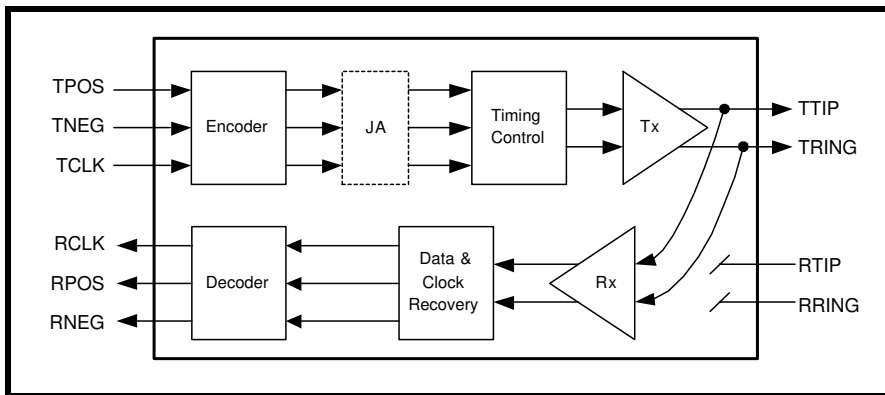 TPOS
TNEG
TCLK
Encoder
JA
Timing
Control
Tx
TTIP
TRING
RCLK
RPOS
RNEG
Decoder
Data &
Clock
Recovery
Rx
RTIP
RRING